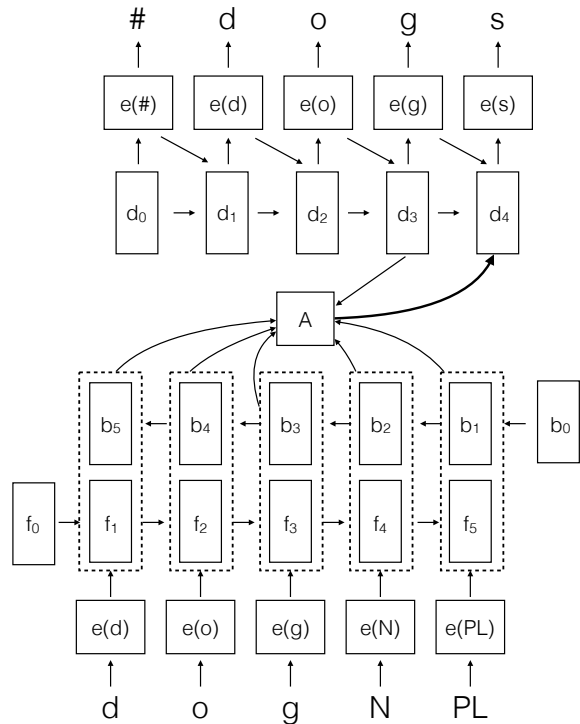 # d o g s
e(#) e(d) e(o) e(g) e(s)
d₀ d₁ d₂ d₃ d₄
A
b₅ b₄ b₃ b₂ b₁ b₀
f₀ f₁ f₂ f₃ f₄ f₅
e(d) e(o) e(g) e(N) e(PL)
d o g N PL